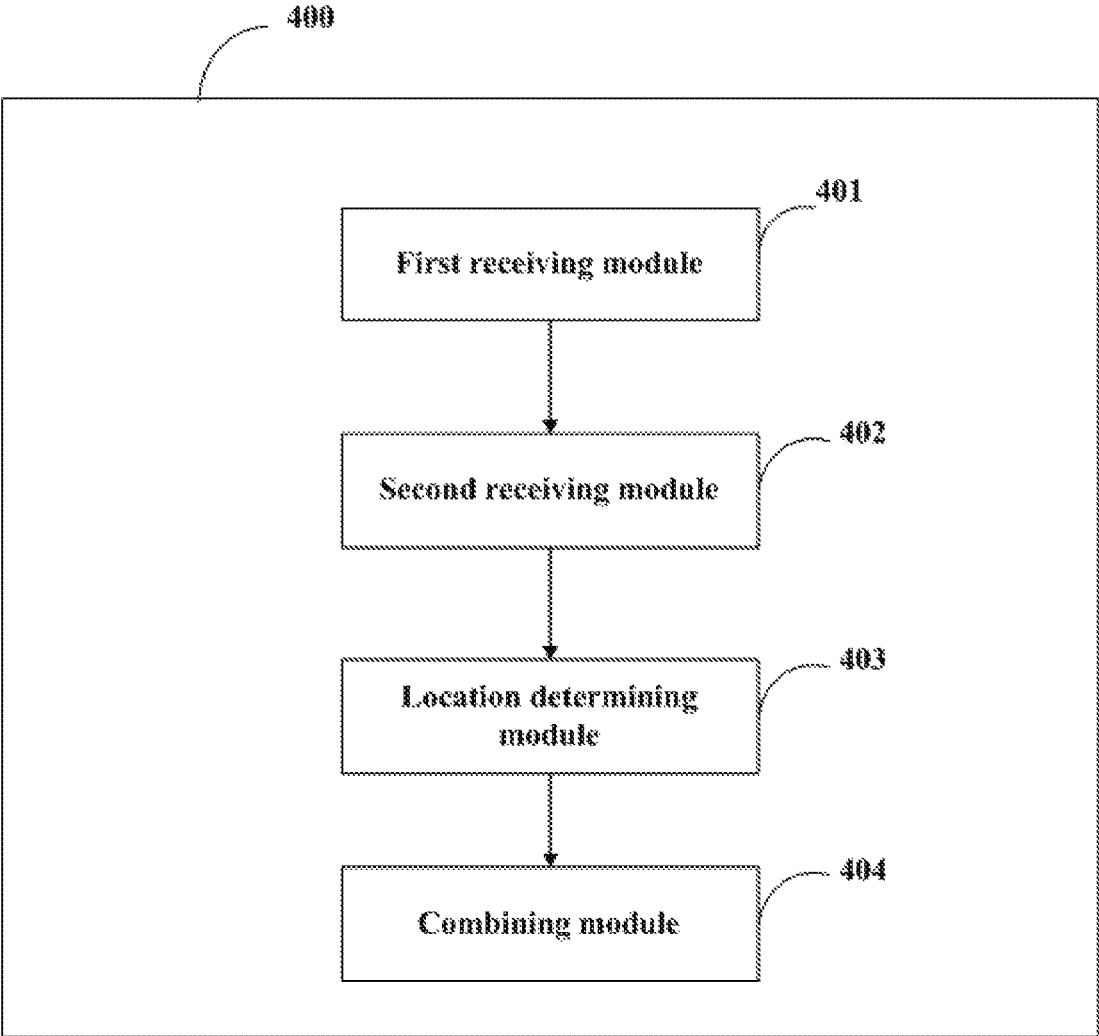 400
401
First receiving module
402
Second receiving module
403
Location determining
module
404
Combining module